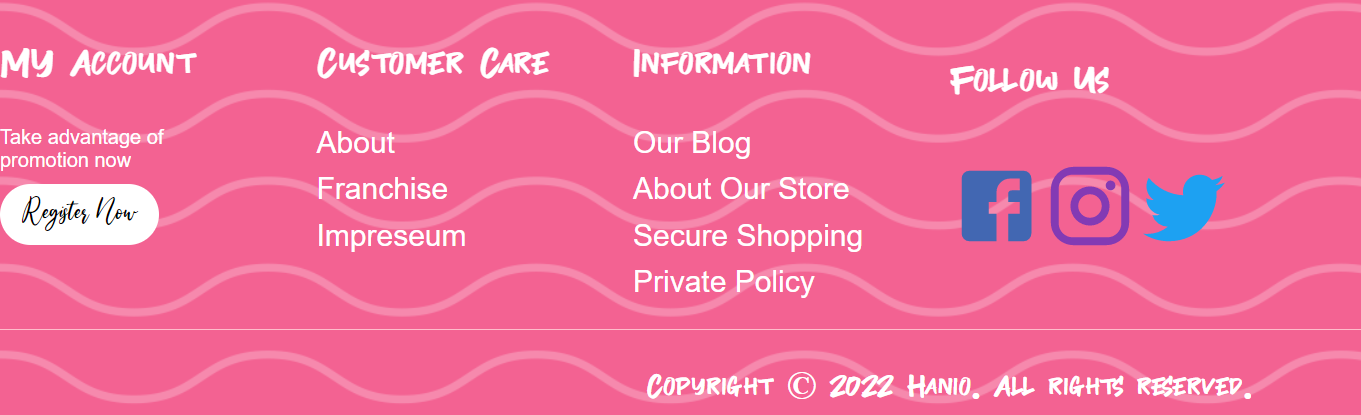 My Account
Take advantage of
promotion now
Register Now
Customer Care
About
Franchise
Impreseum
Information
Our Blog
About Our Store
Secure Shopping
Private Policy
Follow Us
Copyright © 2022 Hanio. All rights reserved.